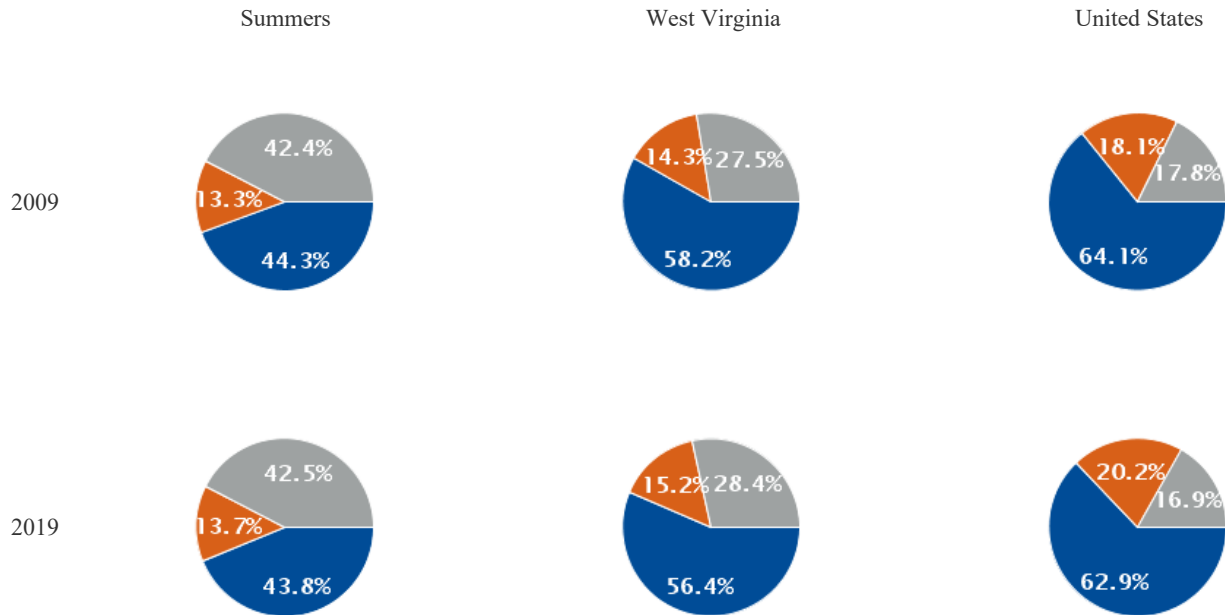 Summers West Virginia United States
42.4% 14.3% 27.5% 18.1% 17.8%
2009 13.3%
44.3% 58.2% 64.1%
42.5% 15.2% 28.4% 20.2% 16.9%
2019 13.7%
43.8% 56.4% 62.9%